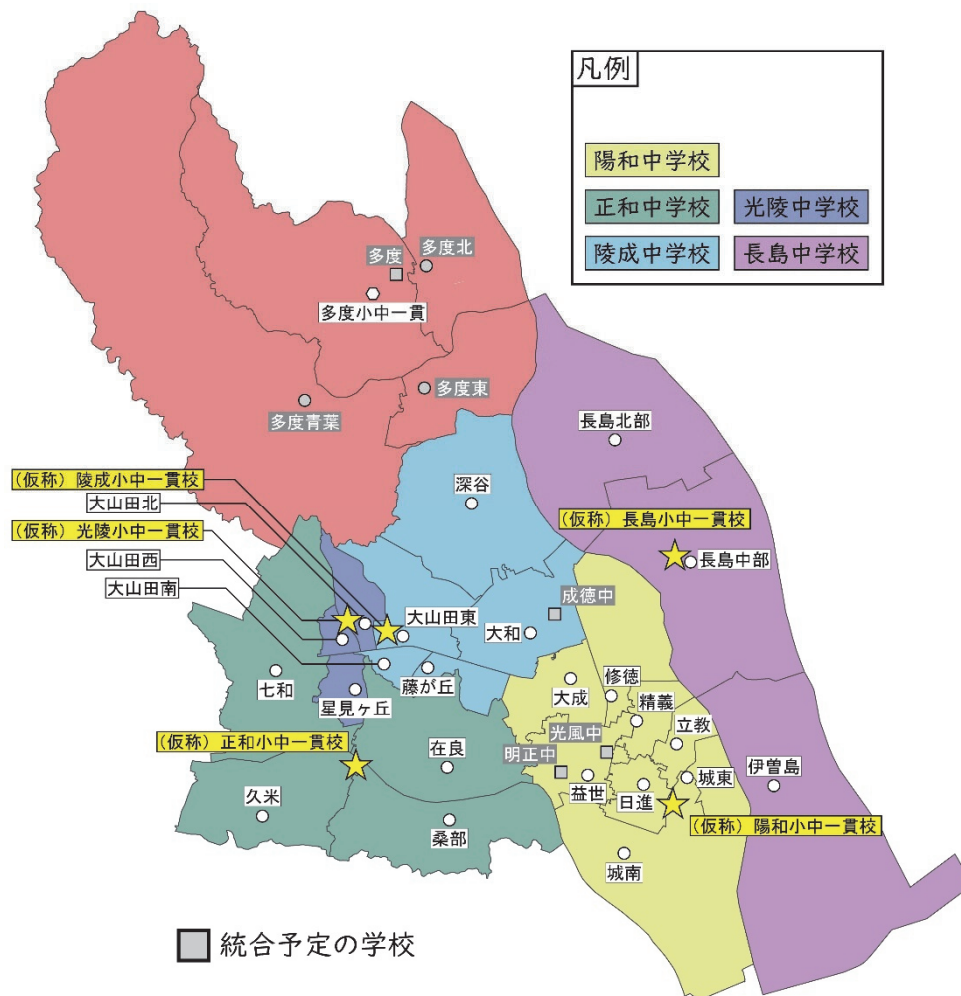 凡例
陽和中学校
正和中学校
光陵中学校
陵成中学校
長島中学校
多度
多度北
多度小中一貫
多度青葉
多度東
長島北部
(仮称) 陵成小中一貫校
大山田北
(仮称) 光陵小中一貫校
大山田西
大山田南
深谷
(仮称) 長島小中一貫校
長島中部
成徳中
大山田東
大和
七和
星見ヶ丘
藤が丘
大成
修徳
精義
立教
光風中
明正中
(仮称) 正和小中一貫校
在良
益世
日進
城東
伊曽島
久米
桑部
(仮称) 陽和小中一貫校
城南
統合予定の学校